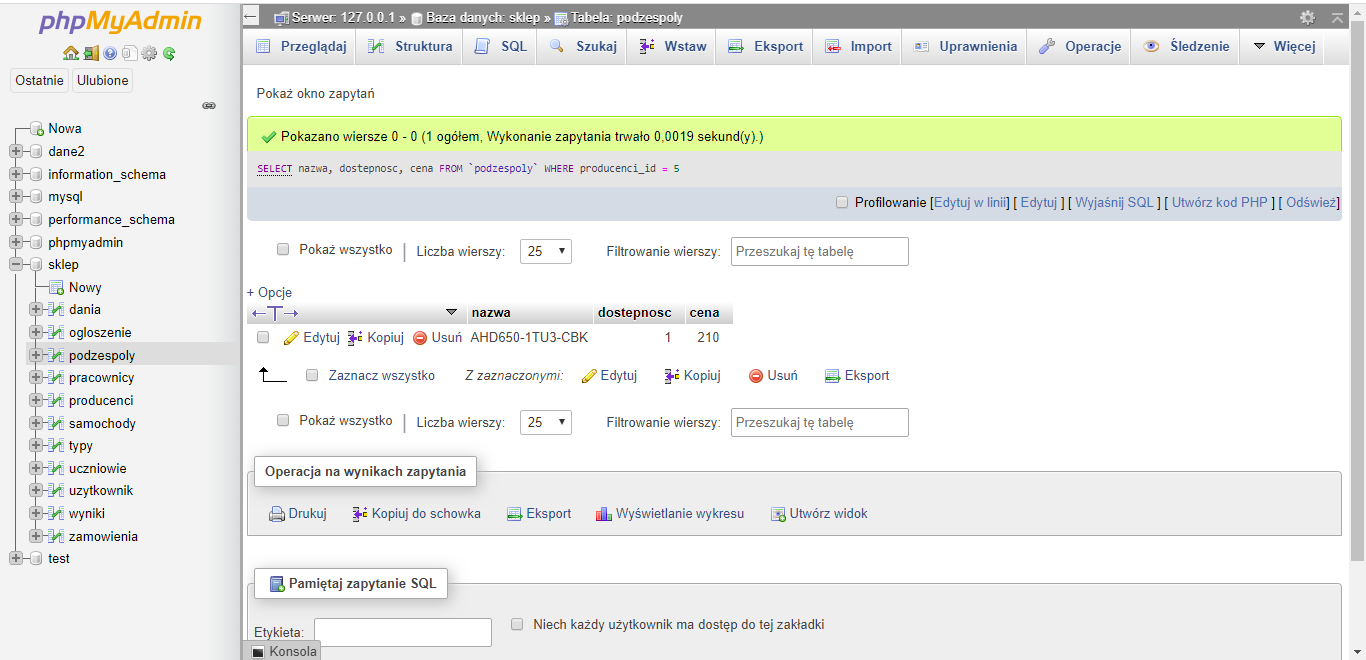 phpMyAdmin
Ostatnie Ulubione
Nowa
dane2
information_schema
mysql
performance_schema
phpmyadmin
sklep
Nowy
dania
ogloszenie
podzespoly
pracownicy
producenci
samochody
typy
uczniowie
uzytkownik
wyniki
zamowienia
test
Serwer: 127.0.0.1 » Baza danych: sklep » Tabela: podzespoly
Przeglądaj Struktura SQL Szukaj Wstaw Eksport Import Uprawnienia Operacje Śledzenie Więcej
Pokaż okno zapytań
Pokazano wiersze 0 - 0 (1 ogółem, Wykonanie zapytania trwało 0,0019 sekund(y).)
SELECT nazwa, dostepnosc, cena FROM `podzespoly` WHERE producenci_id = 5
Profilowanie [Edytuj w linii] [ Edytuj ] [ Wyjaśnij SQL ] [ Utwórz kod PHP ] [ Odśwież]
Pokaż wszystko | Liczba wierszy: 25 Filtrowanie wierszy: Przeszukaj tę tabelę
+ Opcje
←T→ nazwa dostepnosc cena
Edytuj Kopiuj Usuń AHD650-1TU3-CBK 1 210
Zaznacz wszystko Z zaznaczonymi: Edytuj Kopiuj Usuń Eksport
Pokaż wszystko | Liczba wierszy: 25 Filtrowanie wierszy: Przeszukaj tę tabelę
Operacja na wynikach zapytania
Drukuj Kopiuj do schowka Eksport Wyświetlanie wykresu Utwórz widok
Pamiętaj zapytanie SQL
Etykieta: Niech każdy użytkownik ma dostęp do tej zakładki
Konsola